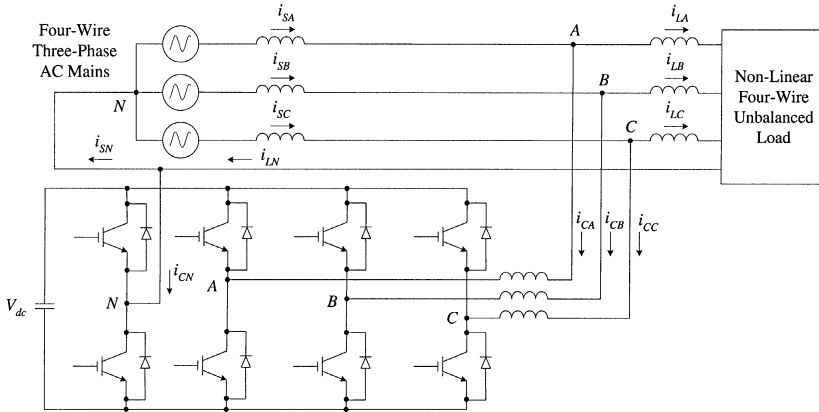 Four-Wire
Three-Phase
AC Mains
i_SA
A
i_LA
i_SB
B
i_LB
N
i_SC
C
i_LC
Non-Linear
Four-Wire
Unbalanced
Load
i_SN
i_LN
i_CA
i_CB
i_CC
i_CN
A
N
B
C
V_dc